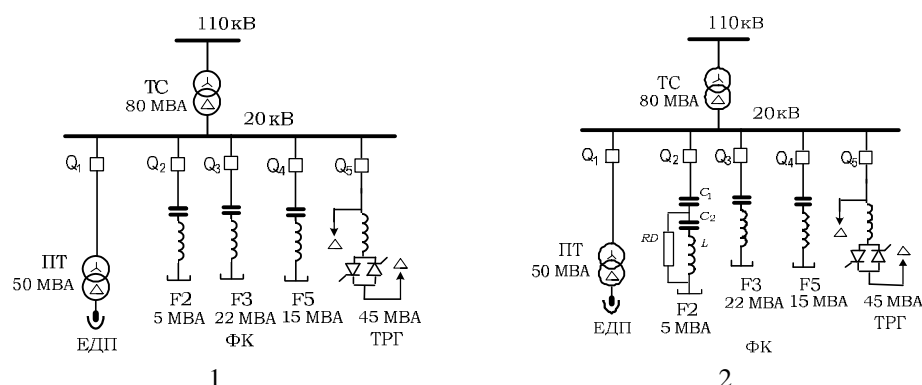 110кВ
ТС
80 МВА
20кВ
Q1 Q2 Q3 Q4 Q5
ПТ
50 МВА
ЕДП
F2
5 МВА
F3
22 МВА
F5
15 МВА
ФК
45 МВА
ТРГ
1
110кВ
ТС
80 МВА
20кВ
Q1 Q2 Q3 Q4 Q5
C1
C2
RD
L
ПТ
50 МВА
ЕДП
F2
5 МВА
F3
22 МВА
F5
15 МВА
ФК
45 МВА
ТРГ
2